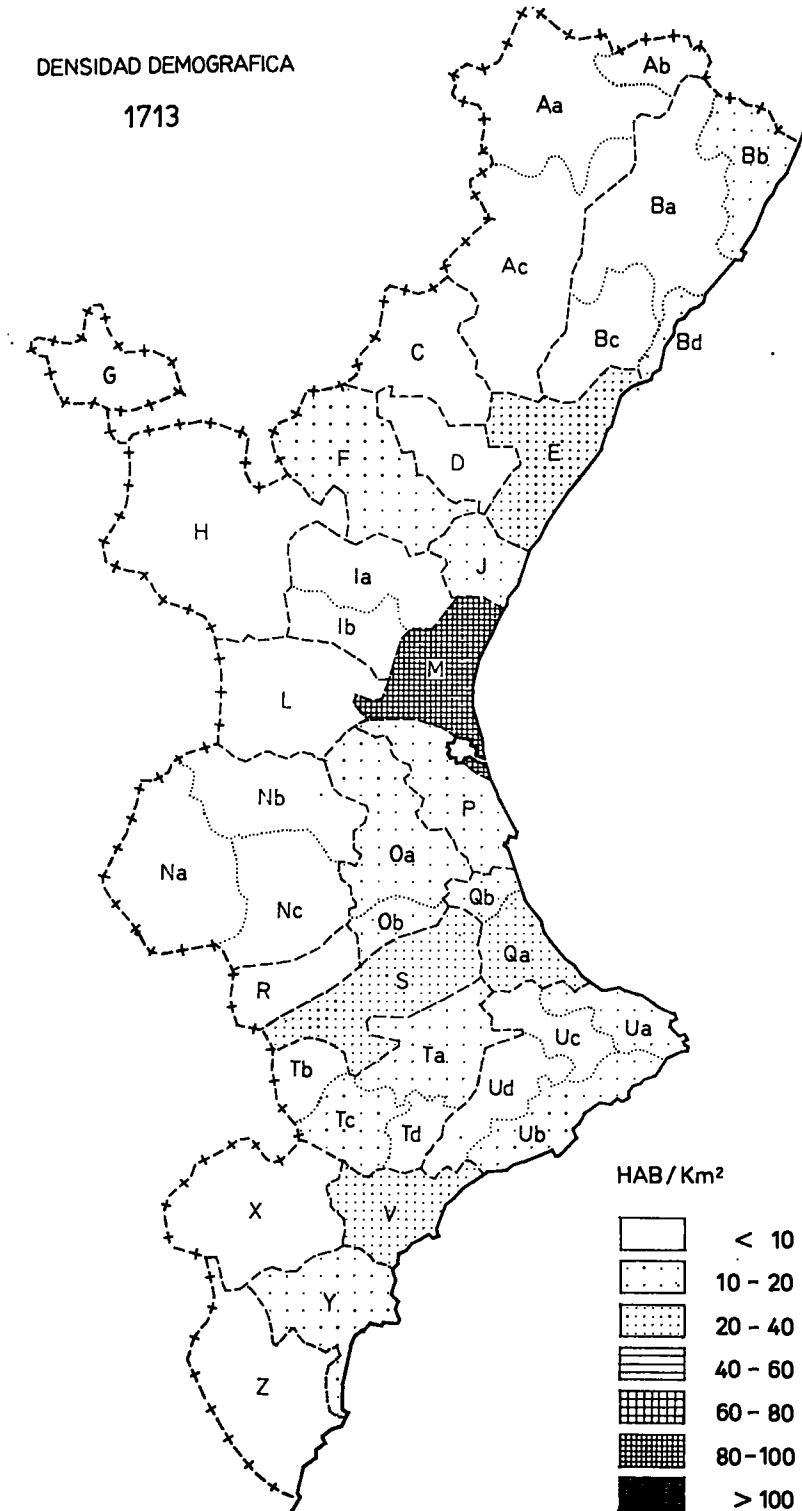 DENSIDAD DEMOGRAFICA
1713
Ab
Aa
Bb
Ba
Ac
Bc
Bd
C
G
F
D
E
H
J
Ia
Ib
M
L
Nb
P
Oa
Na
Nc
Qb
Ob
Qa
R
S
Ua
Uc
Ta
Tb
Ud
Tc
Td
Ub
X
V
Y
Z
HAB/Km²
< 10
10 - 20
20 - 40
40 - 60
60 - 80
80-100
> 100